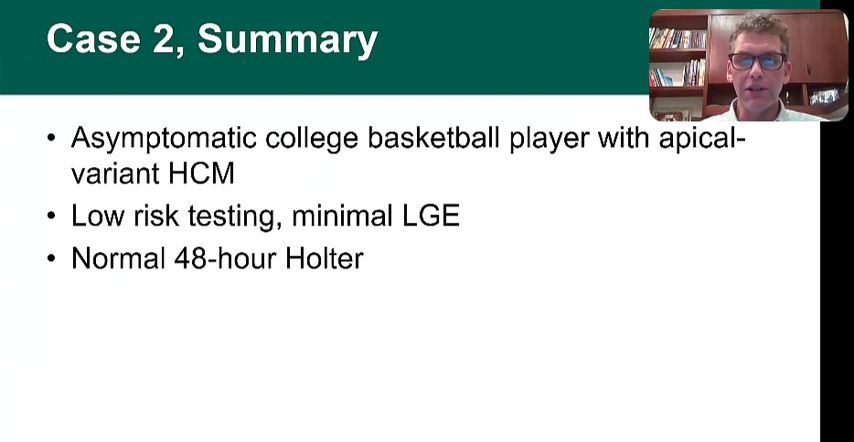 Case 2, Summary
• Asymptomatic college basketball player with apical-
variant HCM
• Low risk testing, minimal LGE
• Normal 48-hour Holter